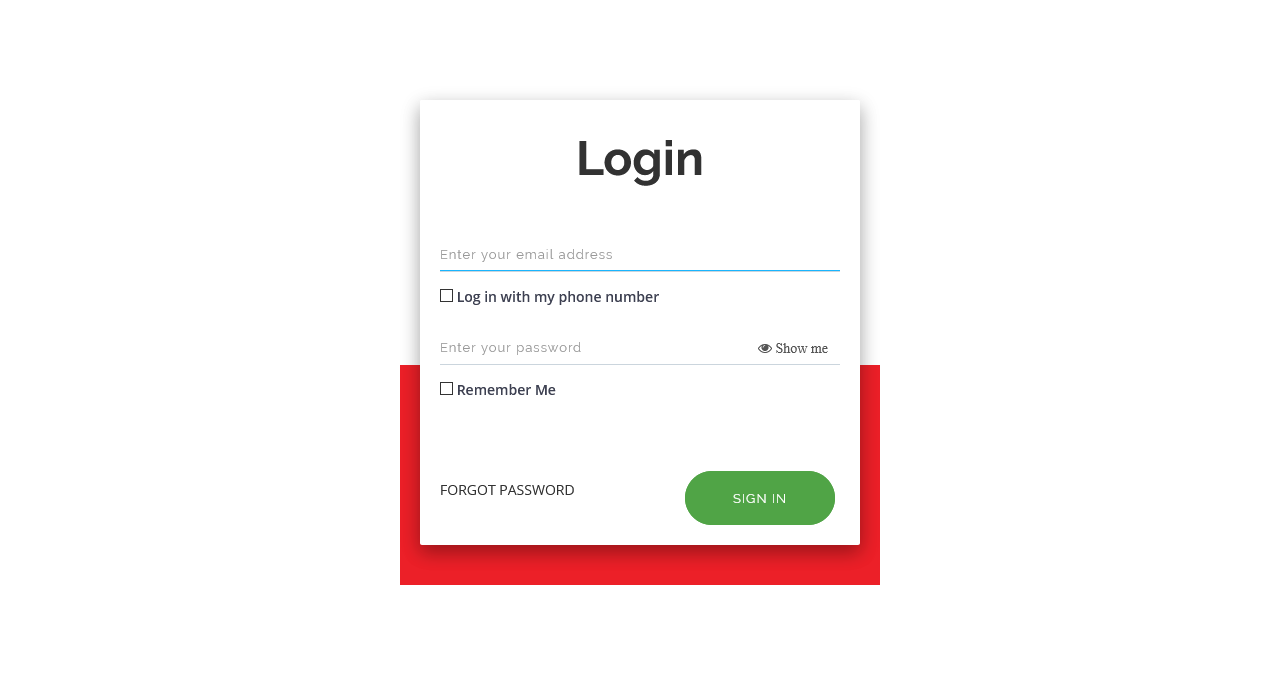 Login
Enter your email address
Log in with my phone number
Enter your password
Show me
Remember Me
FORGOT PASSWORD
SIGN IN